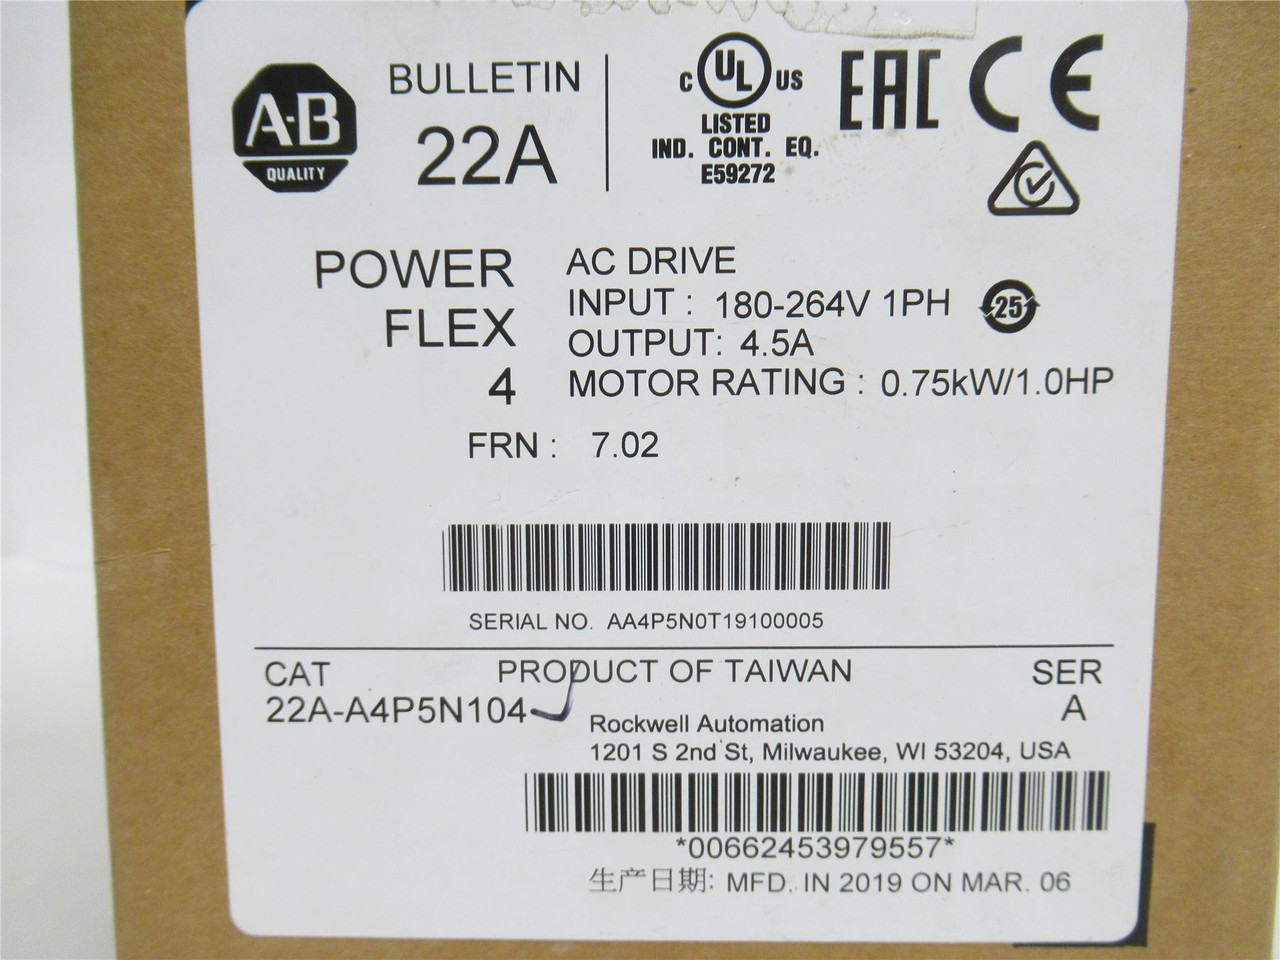 A-B
QUALITY
BULLETIN
22A
C UL US
LISTED
IND. CONT. EQ.
E59272
EAC CE
POWER
FLEX
4
AC DRIVE
INPUT : 180-264V 1PH
25
OUTPUT: 4.5A
MOTOR RATING : 0.75kW/1.0HP
FRN : 7.02
SERIAL NO. AA4P5N0T19100005
CAT
PRODUCT OF TAIWAN
SER
22A-A4P5N104
A
Rockwell Automation
1201 S 2nd St, Milwaukee, WI 53204, USA
*00662453979557*
生产日期: MFD. IN 2019 ON MAR. 06